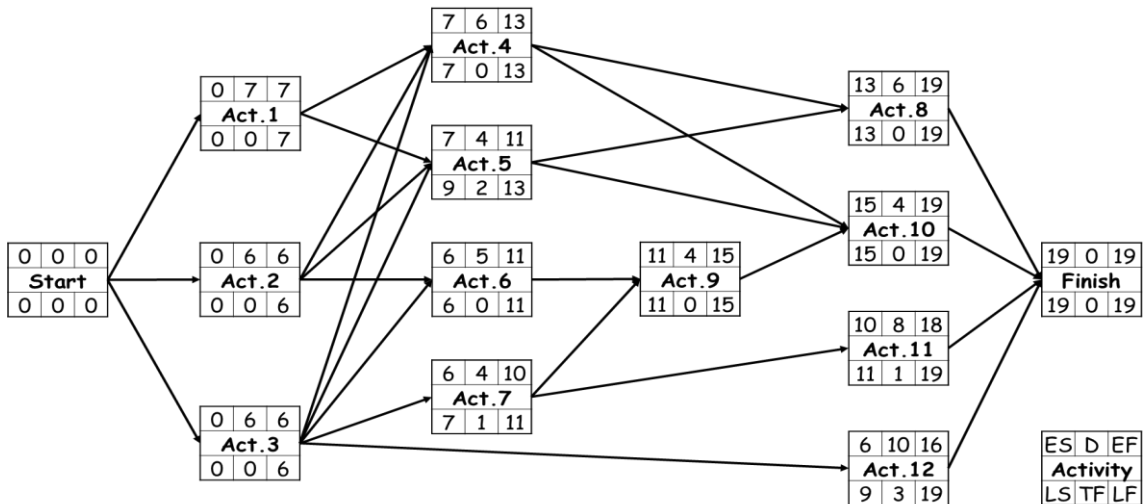 7 6 13
Act.4
7 0 13
0 7 7
Act.1
0 0 7
13 6 19
Act.8
13 0 19
7 4 11
Act.5
9 2 13
15 4 19
Act.10
15 0 19
0 0 0
Start
0 0 0
0 6 6
Act.2
0 0 6
6 5 11
Act.6
6 0 11
11 4 15
Act.9
11 0 15
19 0 19
Finish
19 0 19
10 8 18
Act.11
11 1 19
6 4 10
Act.7
7 1 11
0 6 6
Act.3
0 0 6
6 10 16
Act.12
9 3 19
ES D EF
Activity
LS TF LF